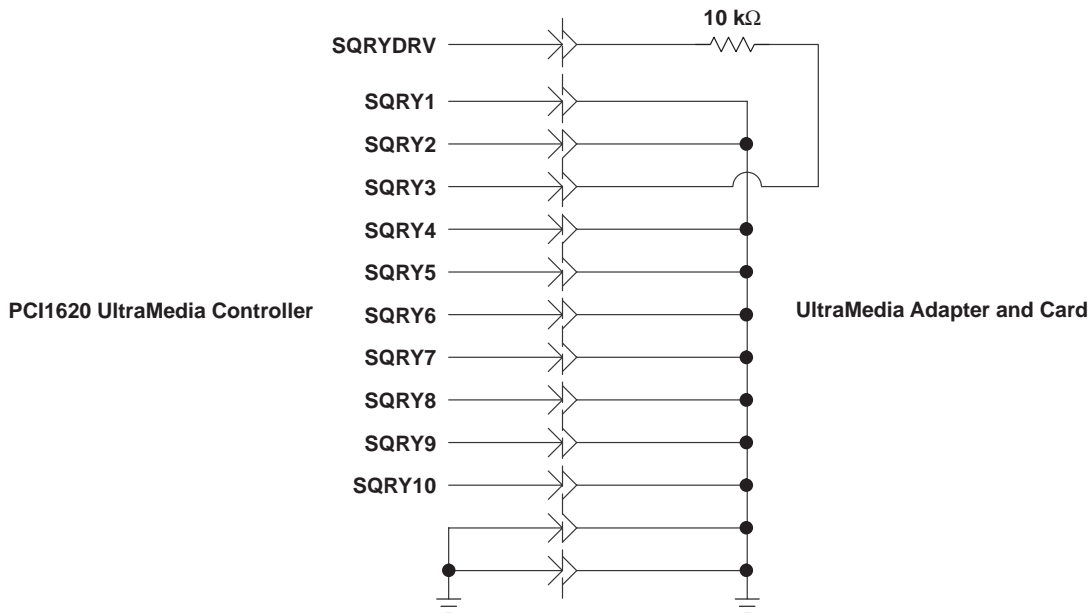 10 kΩ
SQRYDRV
SQRY1
SQRY2
SQRY3
SQRY4
SQRY5
PCI1620 UltraMedia Controller
SQRY6
UltraMedia Adapter and Card
SQRY7
SQRY8
SQRY9
SQRY10